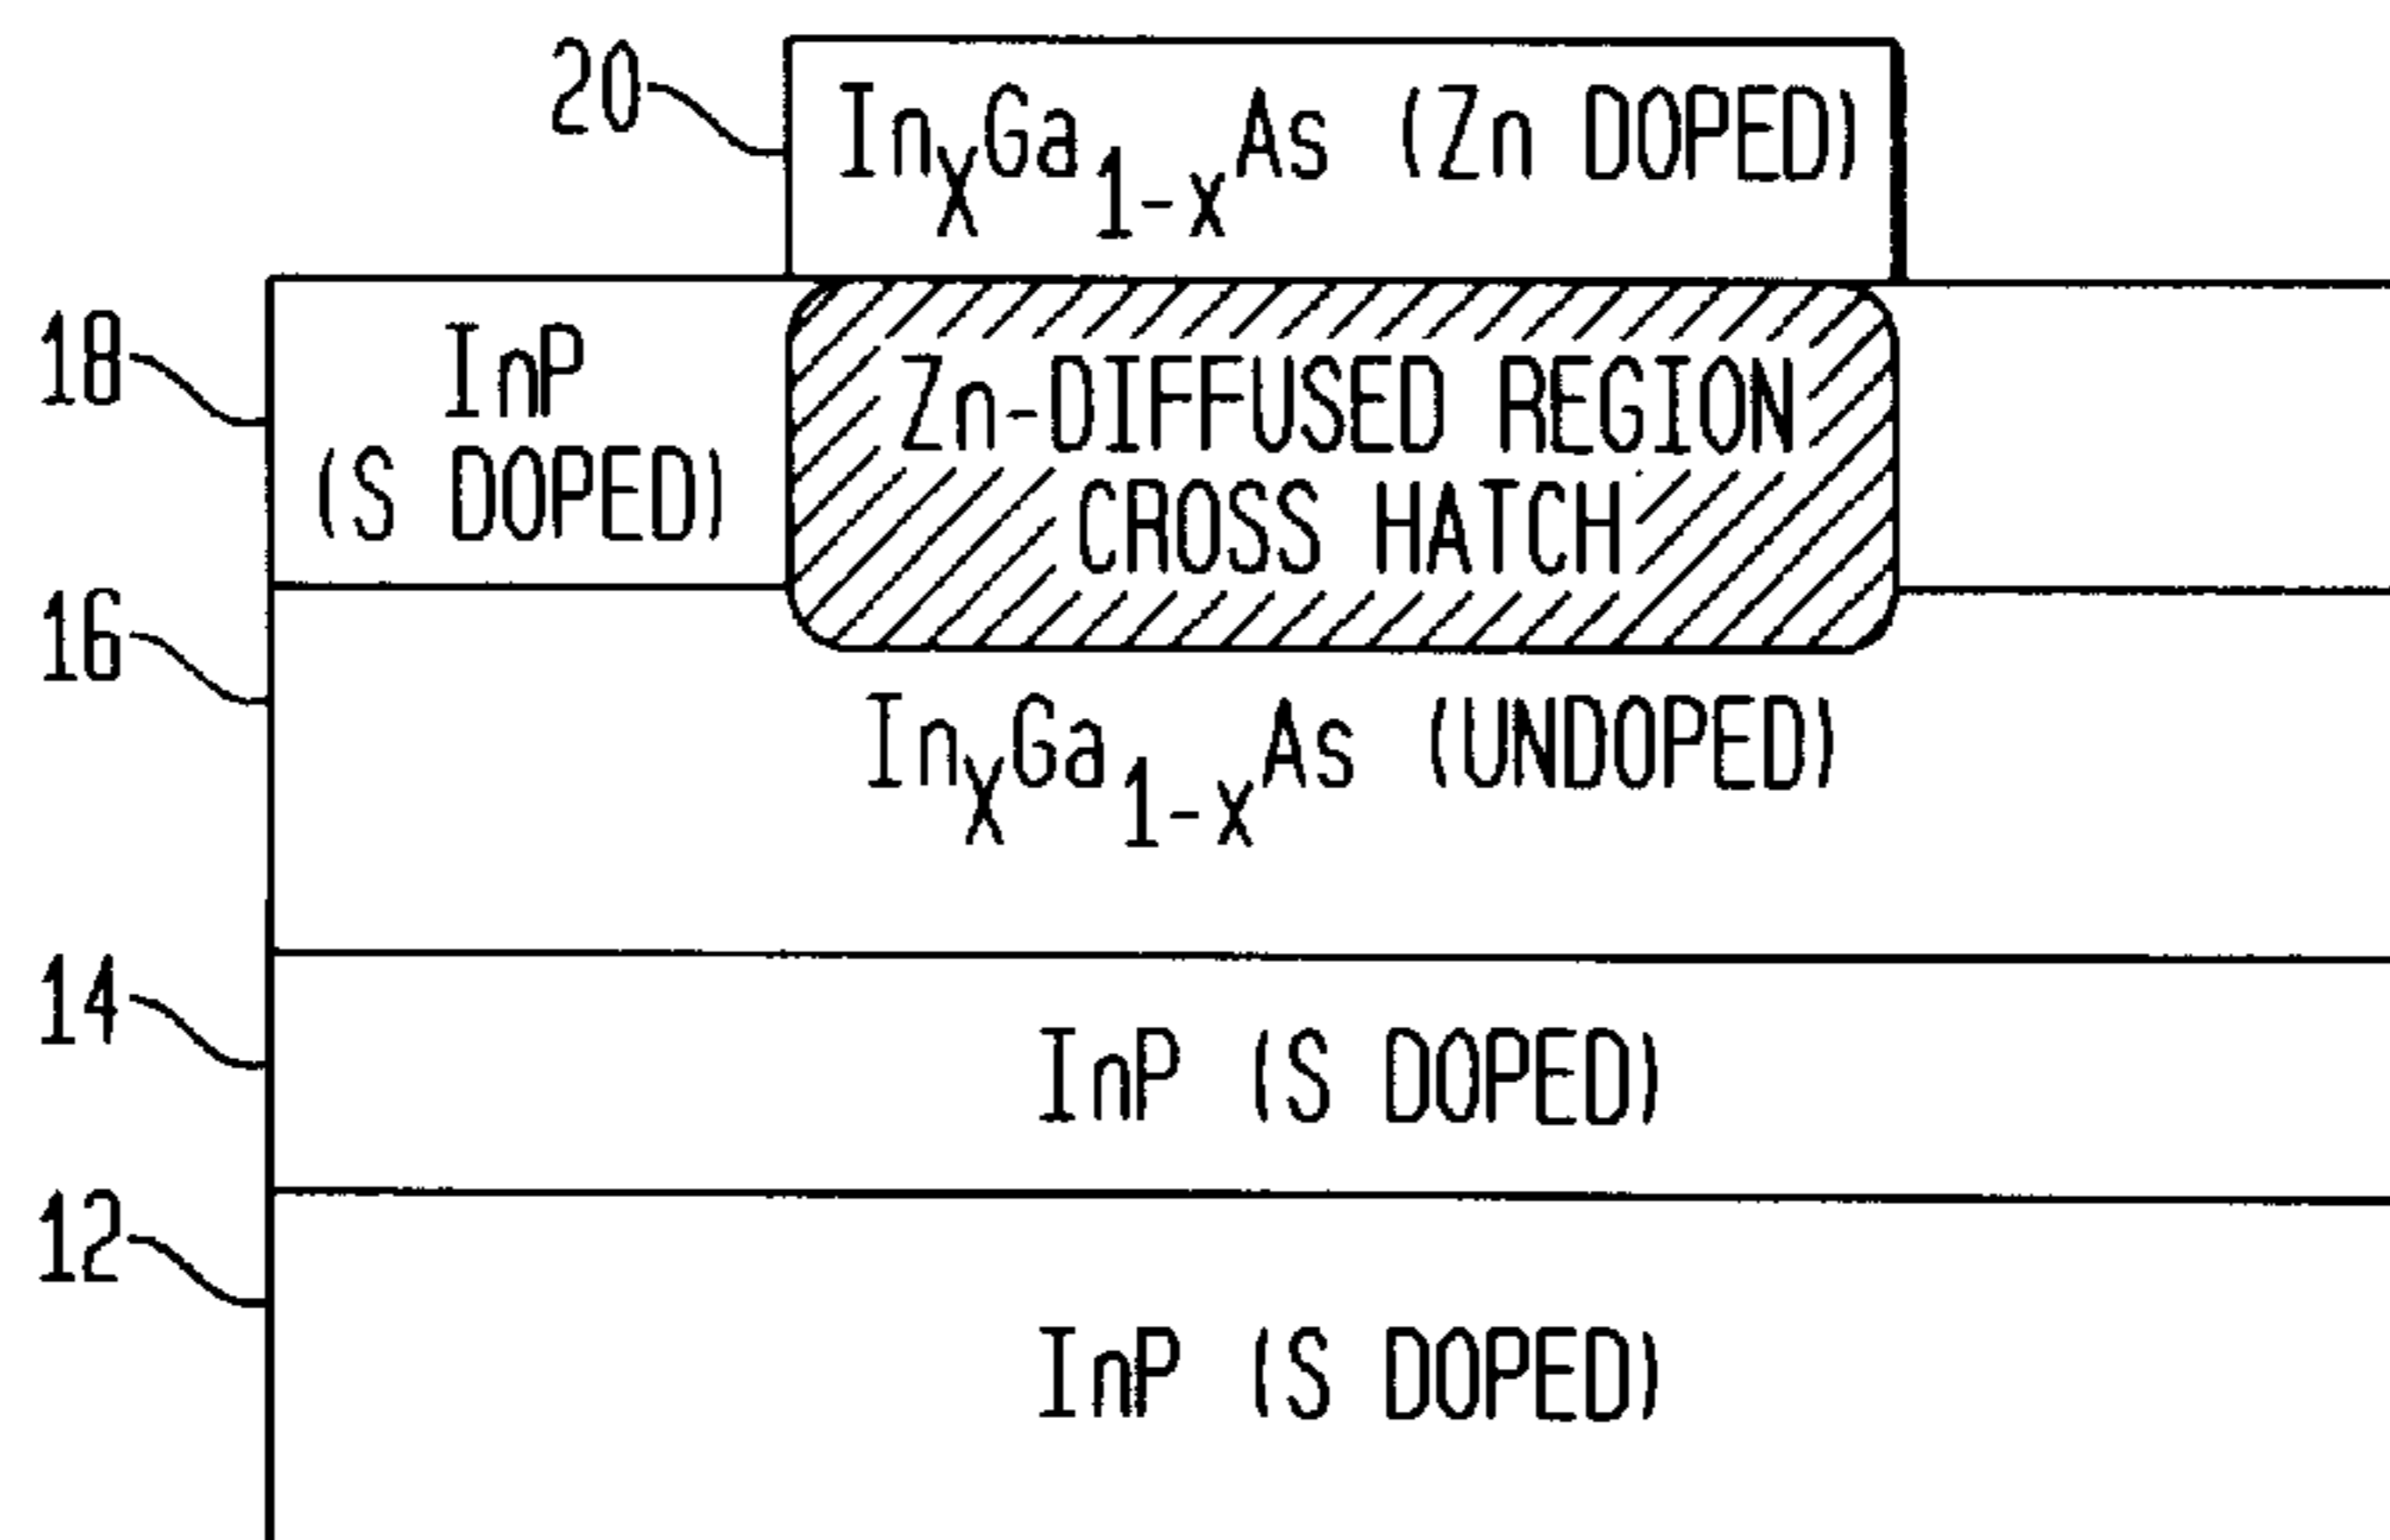 20
InXGa1-xAs (Zn DOPED)
18
InP
(S DOPED)
Zn-DIFFUSED REGION
CROSS HATCH
16
InXGa1-xAs (UNDOPED)
14
InP (S DOPED)
12
InP (S DOPED)